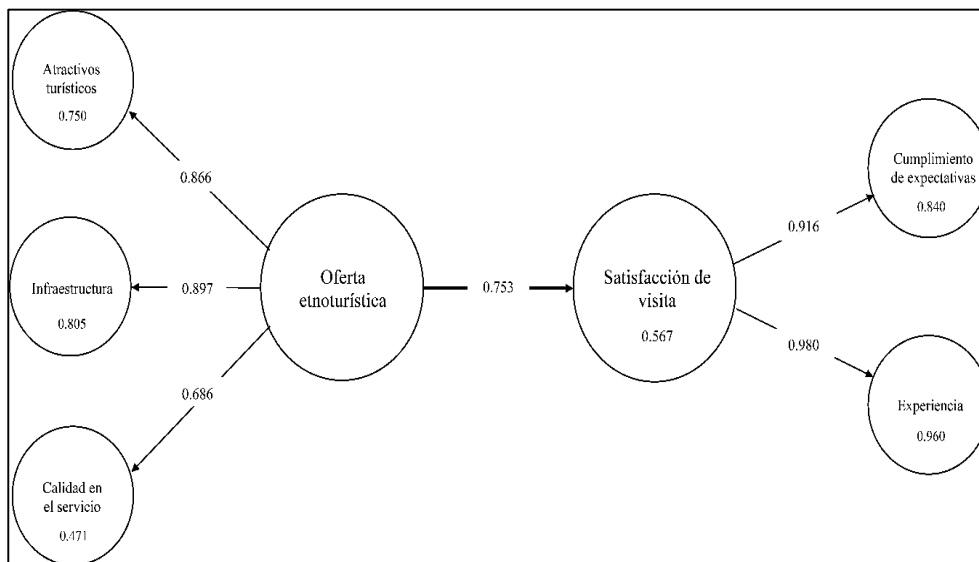 Atractivos
turísticos
0.750
0.866
Infraestructura
0.805
0.897
Calidad en
el servicio
0.471
0.686
Oferta
etnoturística
0.753
Satisfacción de
visita
0.567
0.916
Cumplimiento
de expectativas
0.840
0.980
Experiencia
0.960